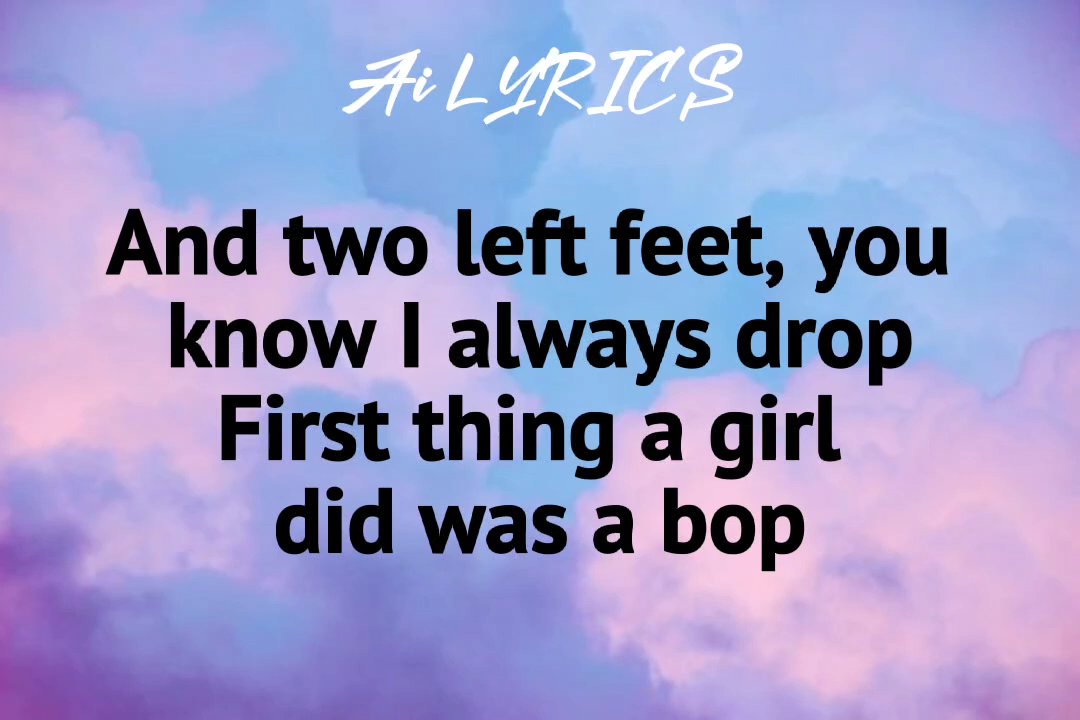 Ai LYRICS
And two left feet, you
know I always drop
First thing a girl
did was a bop